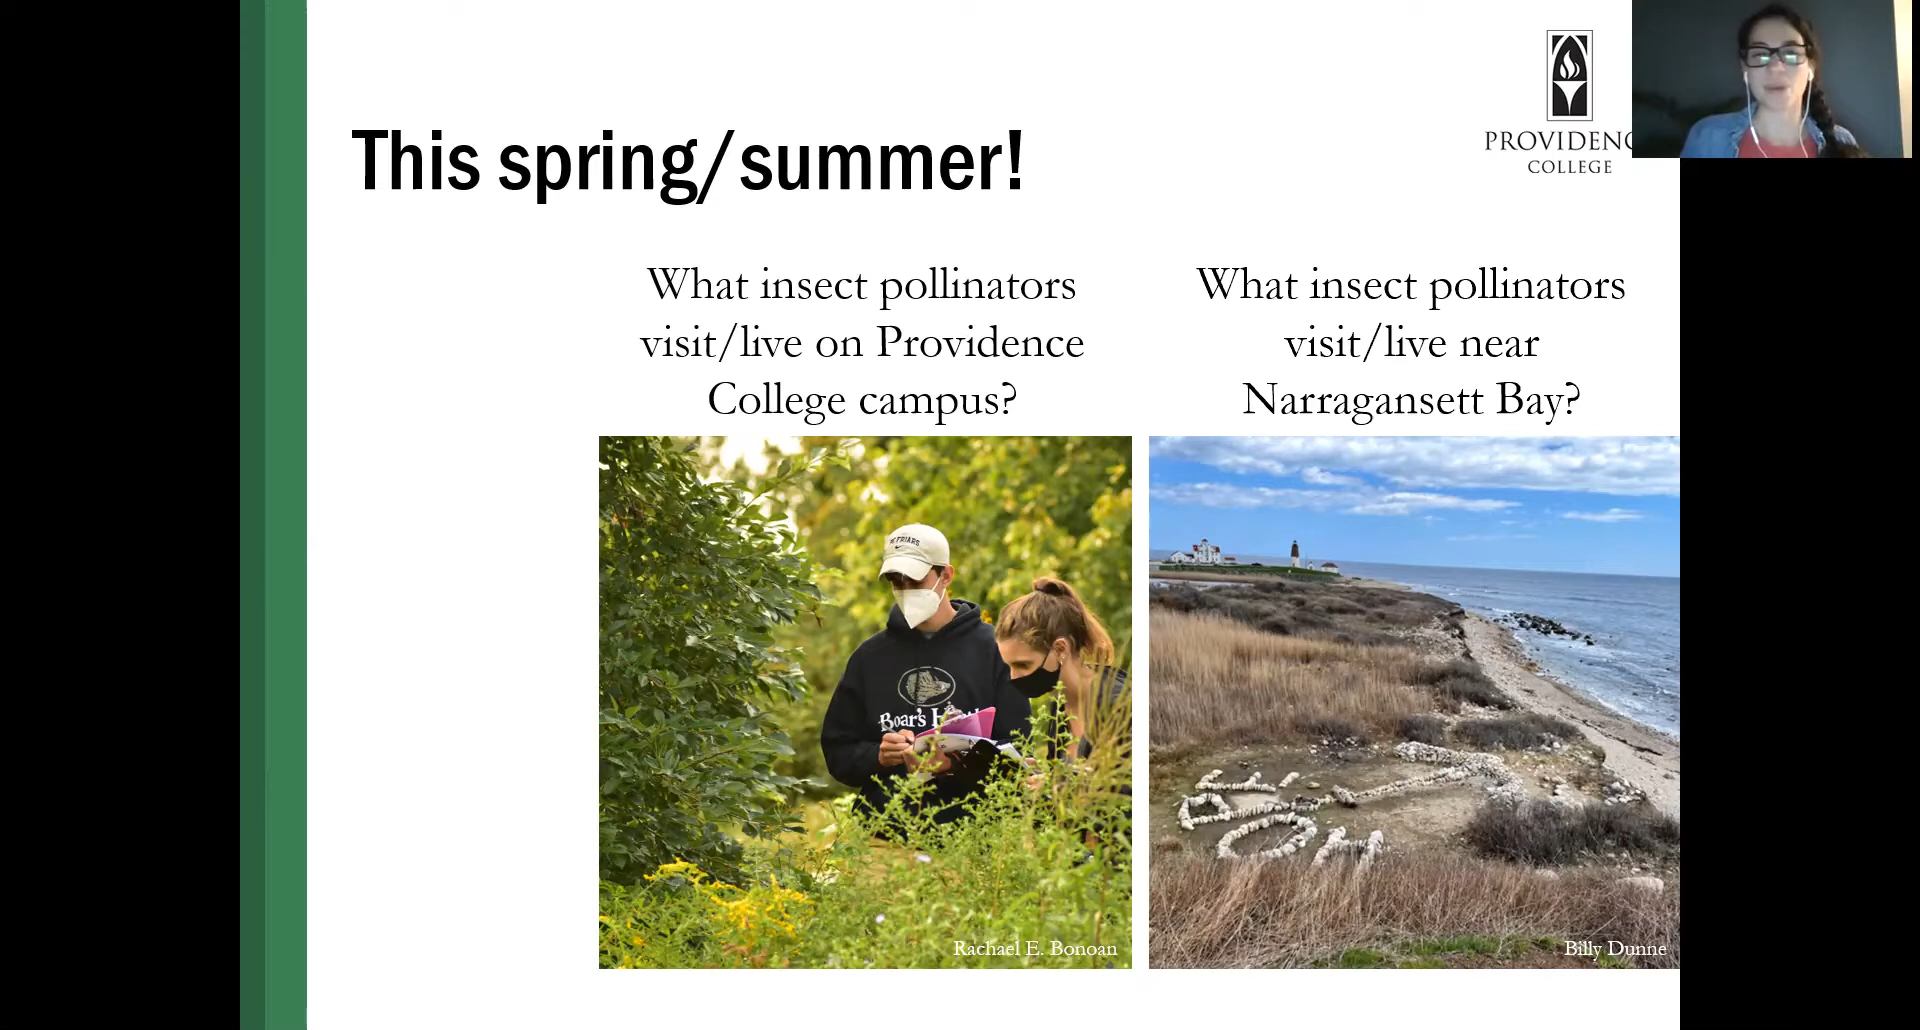 This spring/summer!
PROVIDENC
COLLEGE
What insect pollinators
visit/live on Providence
College campus?
What insect pollinators
visit/live near
Narragansett Bay?
FRIARS
Boar's
Rachael E. Bonoan
Billy Dunne